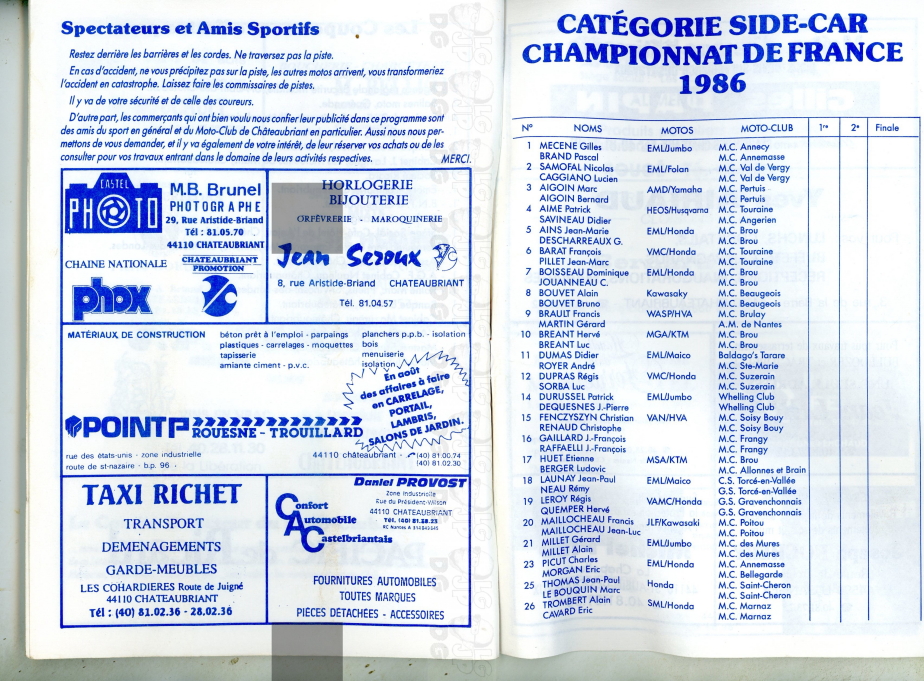 Spectateurs et Amis Sportifs
Restez derrière les barrières et les cordes. Ne traversez pas la piste.
En cas d'accident, ne vous précipitez pas sur la piste, les autres motos arrivent, vous transformeriez
l'accident en catastrophe. Laissez faire les commissaires de pistes.
Il y va de votre sécurité et de celle des coureurs.
D'autre part, les commerçants qui ont bien voulu nous confier leur publicité dans ce programme sont
des amis du sport en général et du Moto-Club de Châteaubriant en particulier. Aussi nous nous per-
mettons de vous demander, et il y va également de votre intérêt, de leur réserver vos achats ou de les
consulter pour vos travaux entrant dans le domaine de leurs activités respectives. MERCI.
CASTEL
PHOTO
M.B. Brunel
PHOTOGRAPHE
29, Rue Aristide-Briand
Tél : 81.05.70
44110 CHATEAUBRIANT
CHAINE NATIONALE
phox
CHATEAUBRIANT
PROMOTION
HORLOGERIE
BIJOUTERIE
ORFÈVRERIE - MAROQUINERIE
Jean Seroux
8, rue Aristide-Briand CHATEAUBRIANT
Tél. 81.04.57
MATÉRIAUX DE CONSTRUCTION
béton prêt à l'emploi - parpaings
plastiques - carrelages - moquettes
tapisserie
amiante ciment - p.v.c.
planchers p.p.b. - isolation
bois
menuiserie
isolation
En août
des affaires à faire
en CARRELAGE,
PORTAIL,
LAMBRIS,
SALONS DE JARDIN.
POINT P
ROUESNE - TROUILLARD
rue des états-unis - zone industrielle
route de st-nazaire - b.p. 96
44110 châteaubriant - (40) 81.00.74
(40) 81.02.30
TAXI RICHET
TRANSPORT
DEMENAGEMENTS
GARDE-MEUBLES
LES COHARDIERES Route de Juigné
44110 CHATEAUBRIANT
Tél : (40) 81.02.36 - 28.02.36
Daniel PROVOST
Zone Industrielle
Rue du Président-Wilson
44110 CHATEAUBRIANT
Tél. (40) 81.28.23
Confort
Automobile
Castelbriantais
FOURNITURES AUTOMOBILES
TOUTES MARQUES
PIÈCES DETACHÉES - ACCESSOIRES
CATÉGORIE SIDE-CAR
CHAMPIONNAT DE FRANCE
1986
N° NOMS MOTOS MOTO-CLUB 1re 2e Finale
1 MECENE Gilles EML/Jumbo M.C. Annecy
BRAND Pascal M.C. Annemasse
2 SAMOFAL Nicolas EML/Folan M.C. Val de Vergy
CAGGIANO Lucien M.C. Val de Vergy
3 AIGOIN Marc AMD/Yamaha M.C. Pertuis
AIGOIN Bernard M.C. Pertuis
4 AIME Patrick HEOS/Husqvarna M.C. Touraine
SAVINEAU Didier M.C. Angerien
5 AINS Jean-Marie EML/Honda M.C. Brou
DESCHARREAUX G. M.C. Brou
6 BARAT François VMC/Honda M.C. Touraine
PILLET Jean-Marc M.C. Touraine
7 BOISSEAU Dominique EML/Honda M.C. Brou
JOUANNEAU C. M.C. Brou
8 BOUVET Alain Kawasaky M.C. Beaugeois
BOUVET Bruno M.C. Beaugeois
9 BRAULT Francis WASP/HVA M.C. Brulay
MARTIN Gérard A.M. de Nantes
10 BREANT Hervé MGA/KTM M.C. Brou
BREANT Luc M.C. Brou
11 DUMAS Didier EML/Maico Baldago's Tarare
ROYER André M.C. Ste-Marie
12 DUPRAS Régis VMC/Honda M.C. Suzerain
SORBA Luc M.C. Suzerain
14 DURUSSEL Patrick EML/Jumbo Whelling Club
DEQUESNES J.-Pierre Whelling Club
15 FENCZYSZYN Christian VAN/HVA M.C. Soisy Bouy
RENAUD Christophe M.C. Soisy Bouy
16 GAILLARD J.-François M.C. Frangy
RAFFAELLI J.-François M.C. Frangy
17 HUET Etienne MSA/KTM M.C. Brou
BERGER Ludovic M.C. Allonnes et Brain
18 LAUNAY Jean-Paul EML/Maico C.S. Torcé-en-Vallée
NEAU Rémy G.S. Torcé-en-Vallée
19 LEROY Régis VAMC/Honda G.S. Gravenchonnais
QUEMPER Hervé G.S. Gravenchonnais
20 MAILLOCHEAU Francis JLF/Kawasaki M.C. Poitou
MAILLOCHEAU Jean-Luc M.C. Poitou
21 MILLET Gérard EML/Jumbo M.C. des Mures
MILLET Alain M.C. des Mures
23 PICUT Charles EML/Honda M.C. Annemasse
MORGAN Eric M.C. Bellegarde
25 THOMAS Jean-Paul Honda M.C. Saint-Cheron
LE BOUQUIN Marc M.C. Saint-Cheron
26 TROMBERT Alain SML/Honda M.C. Marnaz
CAVARD Eric M.C. Marnaz